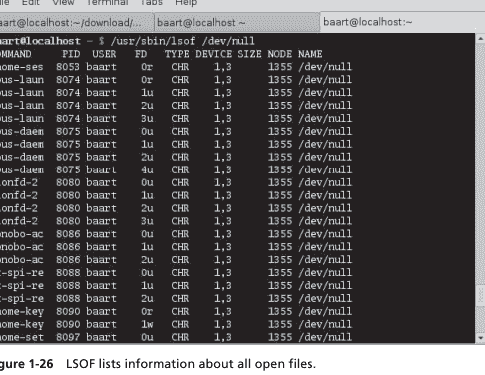 File Edit View Terminal Tabs Help
baart@localhost:~/download/... baart@localhost ~ baart@localhost:~
baart@localhost ~ $ /usr/sbin/lsof /dev/null
OMMAND PID USER FD TYPE DEVICE SIZE NODE NAME
nome-ses 8053 baart 0r CHR 1,3 1355 /dev/null
bus-laun 8074 baart 0r CHR 1,3 1355 /dev/null
bus-laun 8074 baart 1u CHR 1,3 1355 /dev/null
bus-laun 8074 baart 2u CHR 1,3 1355 /dev/null
bus-laun 8074 baart 3u CHR 1,3 1355 /dev/null
bus-daem 8075 baart 0u CHR 1,3 1355 /dev/null
bus-daem 8075 baart 1u CHR 1,3 1355 /dev/null
bus-daem 8075 baart 2u CHR 1,3 1355 /dev/null
bus-daem 8075 baart 4u CHR 1,3 1355 /dev/null
onfd-2 8080 baart 0u CHR 1,3 1355 /dev/null
onfd-2 8080 baart 1u CHR 1,3 1355 /dev/null
onfd-2 8080 baart 2u CHR 1,3 1355 /dev/null
onfd-2 8080 baart 3u CHR 1,3 1355 /dev/null
onobo-ac 8086 baart 0u CHR 1,3 1355 /dev/null
onobo-ac 8086 baart 1u CHR 1,3 1355 /dev/null
onobo-ac 8086 baart 2u CHR 1,3 1355 /dev/null
-spi-re 8088 baart 0u CHR 1,3 1355 /dev/null
-spi-re 8088 baart 1u CHR 1,3 1355 /dev/null
-spi-re 8088 baart 2u CHR 1,3 1355 /dev/null
nome-key 8090 baart 0r CHR 1,3 1355 /dev/null
nome-key 8090 baart 1w CHR 1,3 1355 /dev/null
nome-set 8097 baart 0u CHR 1,3 1355 /dev/null
gure 1-26 LSOF lists information about all open files.